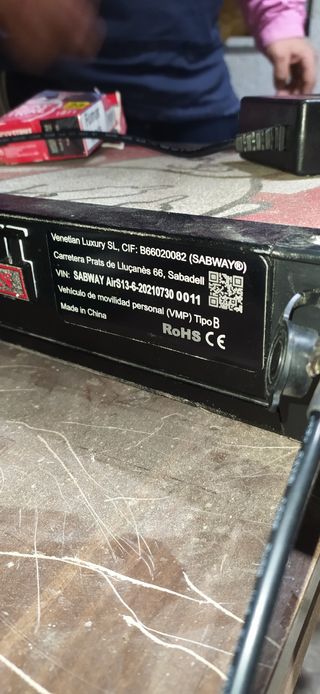 Venetian Luxury SL, CIF: B66020082 (SABWAY®)
Carretera Prats de Lluçanès 66, Sabadell
VIN: SABWAY AirS13-6-20210730 0011
Vehículo de movilidad personal (VMP) Tipo B
Made in China
RoHS CE